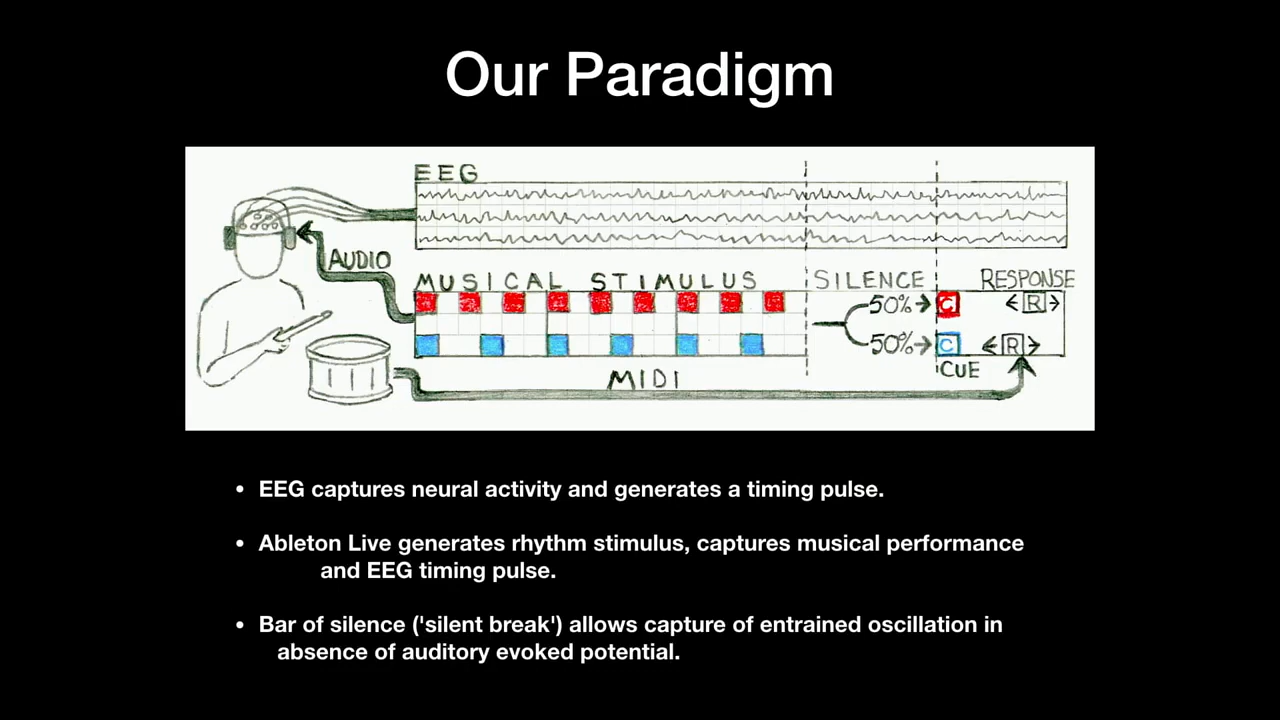 Our Paradigm
EEG
AUDIO
MUSICAL STIMULUS
SILENCE
RESPONSE
50%
C
R
50%
C
R
CUE
MIDI
• EEG captures neural activity and generates a timing pulse.
• Ableton Live generates rhythm stimulus, captures musical performance
and EEG timing pulse.
• Bar of silence ('silent break') allows capture of entrained oscillation in
absence of auditory evoked potential.